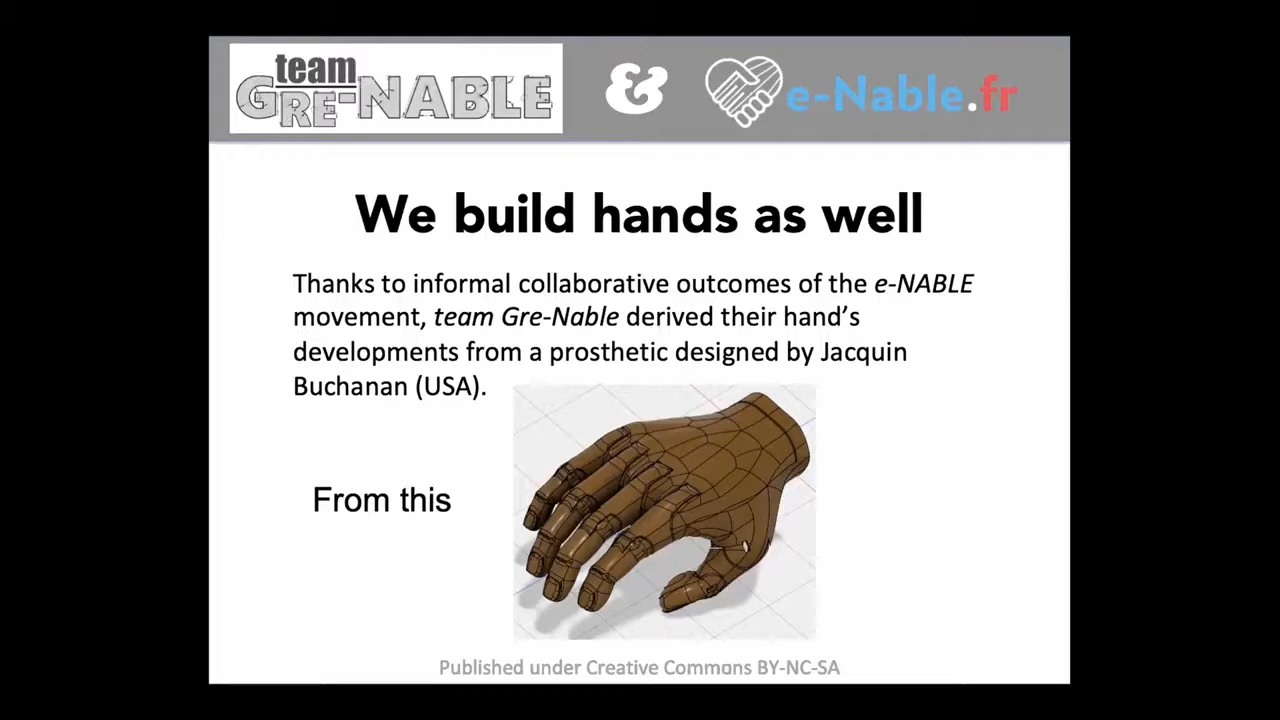 team
GRE-NABLE
&
e-Nable.fr
We build hands as well
Thanks to informal collaborative outcomes of the e-NABLE
movement, team Gre-Nable derived their hand’s
developments from a prosthetic designed by Jacquin
Buchanan (USA).
From this
Published under Creative Commons BY-NC-SA